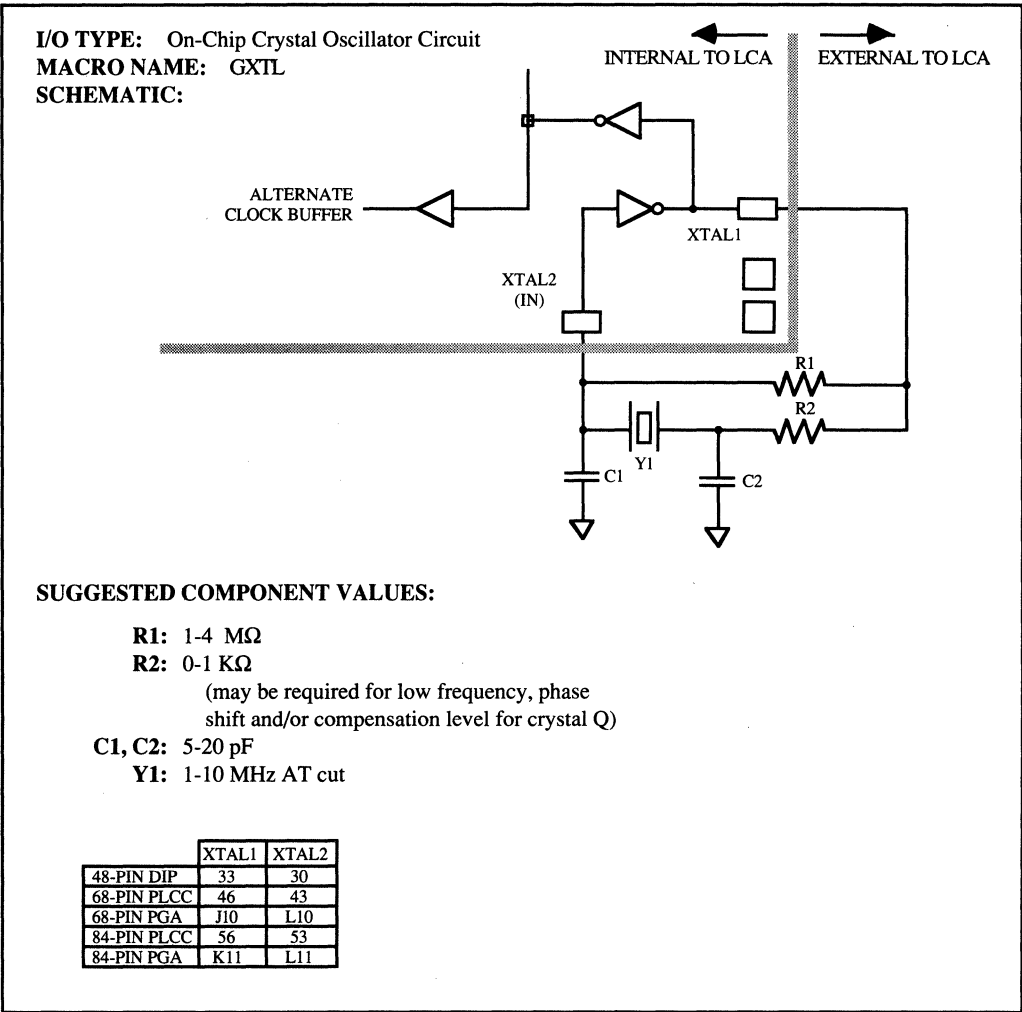 I/O TYPE: On-Chip Crystal Oscillator Circuit
MACRO NAME: GXTL
SCHEMATIC:
INTERNAL TO LCA
EXTERNAL TO LCA
ALTERNATE
CLOCK BUFFER
XTAL1
XTAL2
(IN)
R1
R2
Y1
C1
C2
SUGGESTED COMPONENT VALUES:
R1: 1-4 MΩ
R2: 0-1 KΩ
(may be required for low frequency, phase
shift and/or compensation level for crystal Q)
C1, C2: 5-20 pF
Y1: 1-10 MHz AT cut
XTAL1 XTAL2
48-PIN DIP 33 30
68-PIN PLCC 46 43
68-PIN PGA J10 L10
84-PIN PLCC 56 53
84-PIN PGA K11 L11